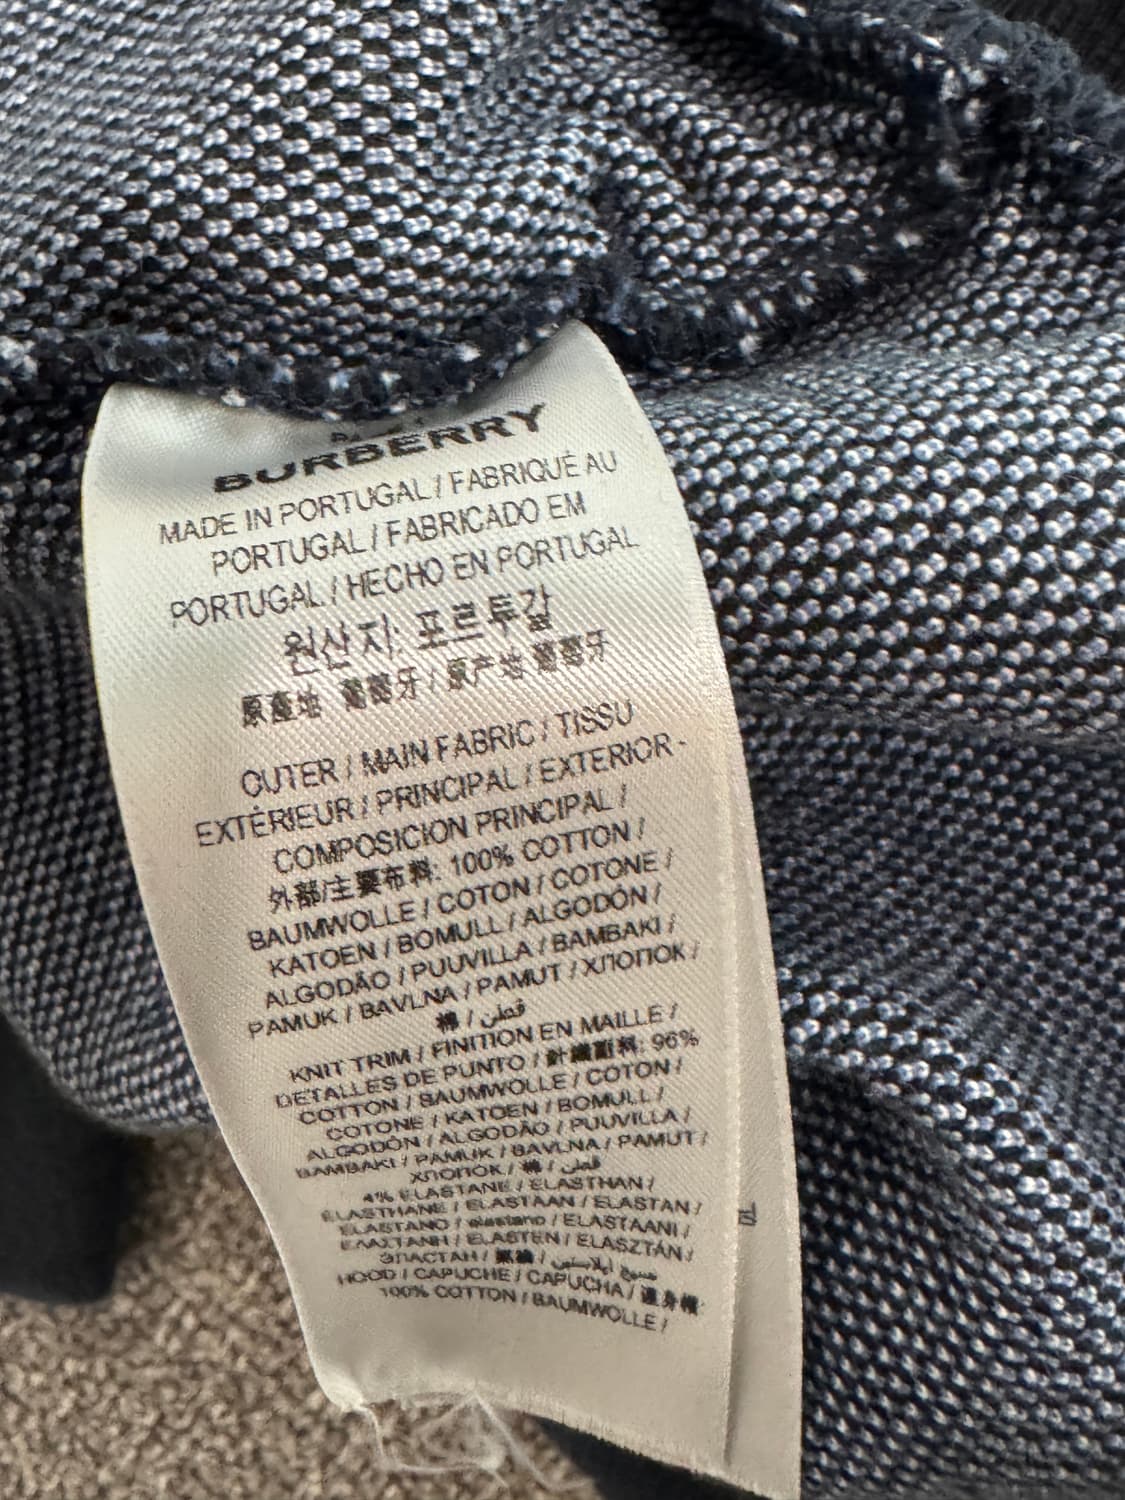 BURBERRY
MADE IN PORTUGAL / FABRIQUÉ AU
PORTUGAL / FABRICADO EM
PORTUGAL / HECHO EN PORTUGAL
원산지: 포르투갈
原產地 葡萄牙 / 原产地 葡萄牙
OUTER / MAIN FABRIC / TISSU
EXTÉRIEUR / PRINCIPAL / EXTERIOR -
COMPOSICION PRINCIPAL /
外部/主要布料: 100% COTTON /
BAUMWOLLE / COTON / COTONE /
KATOEN / BOMULL / ALGODÓN /
ALGODÃO / PUUVILLA / BAMBAKI /
PAMUK / BAVLNA / PAMUT / ХЛОПОК /
棉 / قطن
KNIT TRIM / FINITION EN MAILLE /
DETALLES DE PUNTO / 針織面料: 96%
COTTON / BAUMWOLLE / COTON /
COTONE / KATOEN / BOMULL /
ALGODÓN / ALGODÃO / PUUVILLA /
BAMBAKI / PAMUK / BAVLNA / PAMUT /
ХЛОПОК / 棉 / قطن
4% ELASTANE / ELASTHAN /
ELASTHANE / ELASTAAN / ELASTAN /
ELASTANO / elastano / ELASTAANI /
ΕΛΑΣΤΑΝΗ / ELASTEN / ELASZTÁN /
ЭЛАСТАН /
HOOD / CAPUCHE / CAPUCHA / 連身帽:
100% COTTON / BAUMWOLLE /